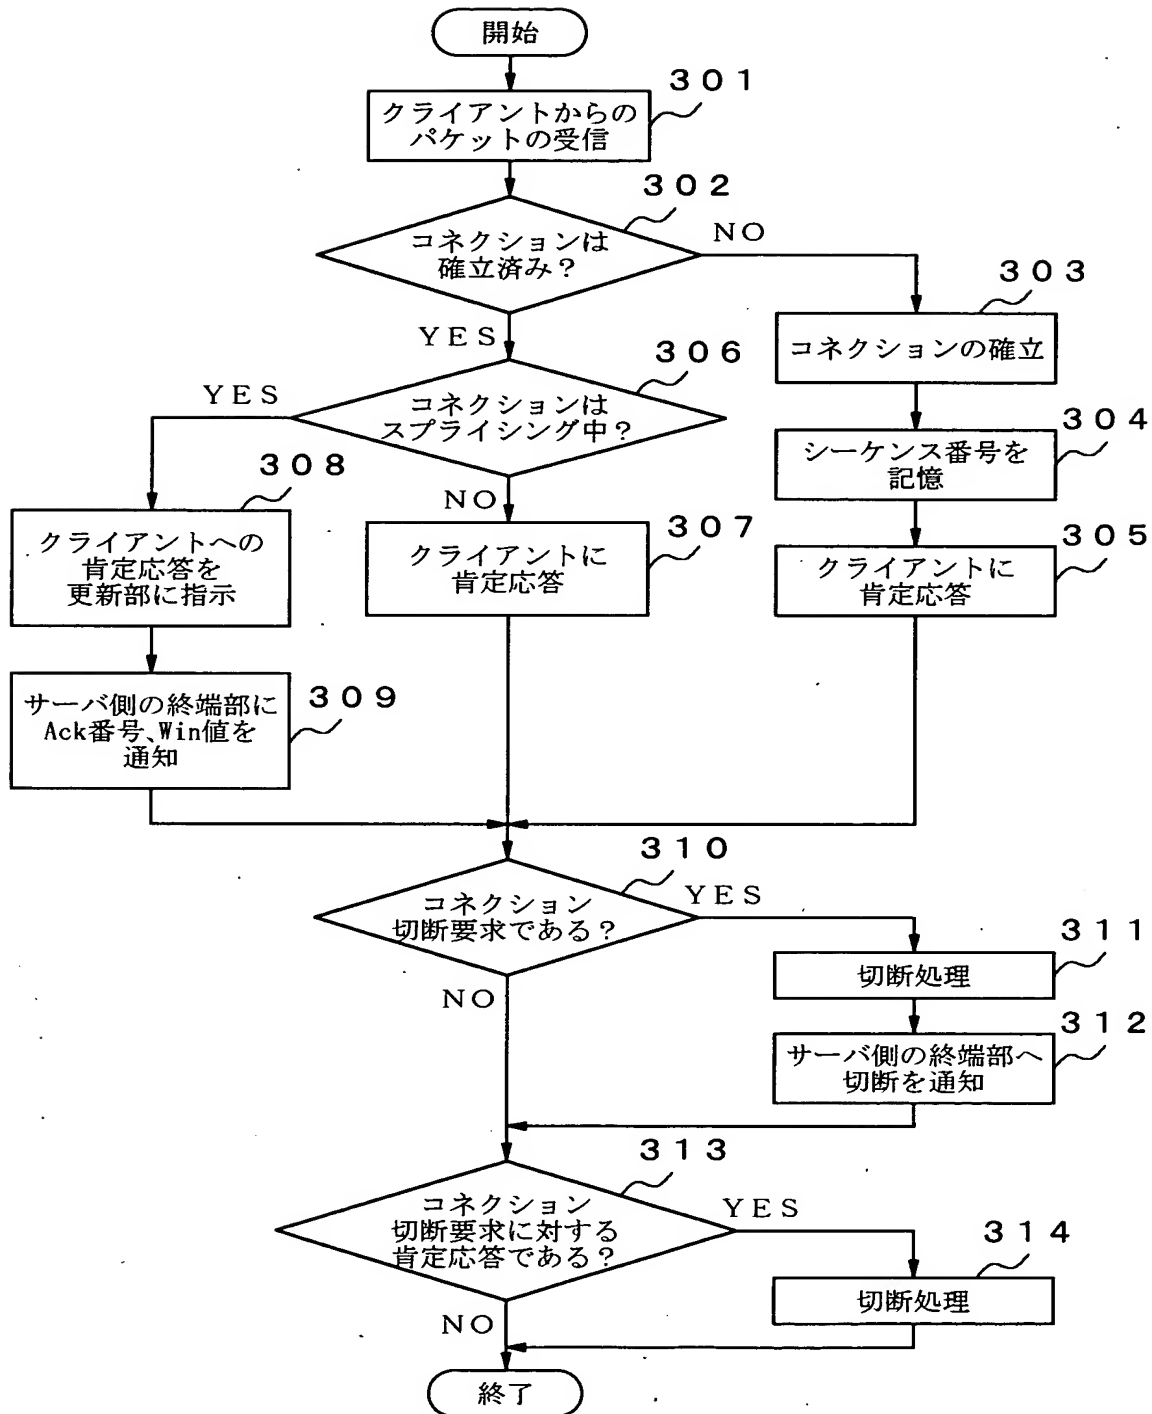 開始
301
クライアントからの
パケットの受信
302
コネクションは
確立済み?
NO
YES
303
コネクションの確立
304
シーケンス番号を
記憶
305
クライアントに
肯定応答
306
コネクションは
スプライシング中?
YES
NO
307
クライアントに
肯定応答
308
クライアントへの
肯定応答を
更新部に指示
309
サーバ側の終端部に
Ack番号、Win値を
通知
310
コネクション
切断要求である?
YES
NO
311
切断処理
312
サーバ側の終端部へ
切断を通知
313
コネクション
切断要求に対する
肯定応答である?
YES
NO
314
切断処理
終了